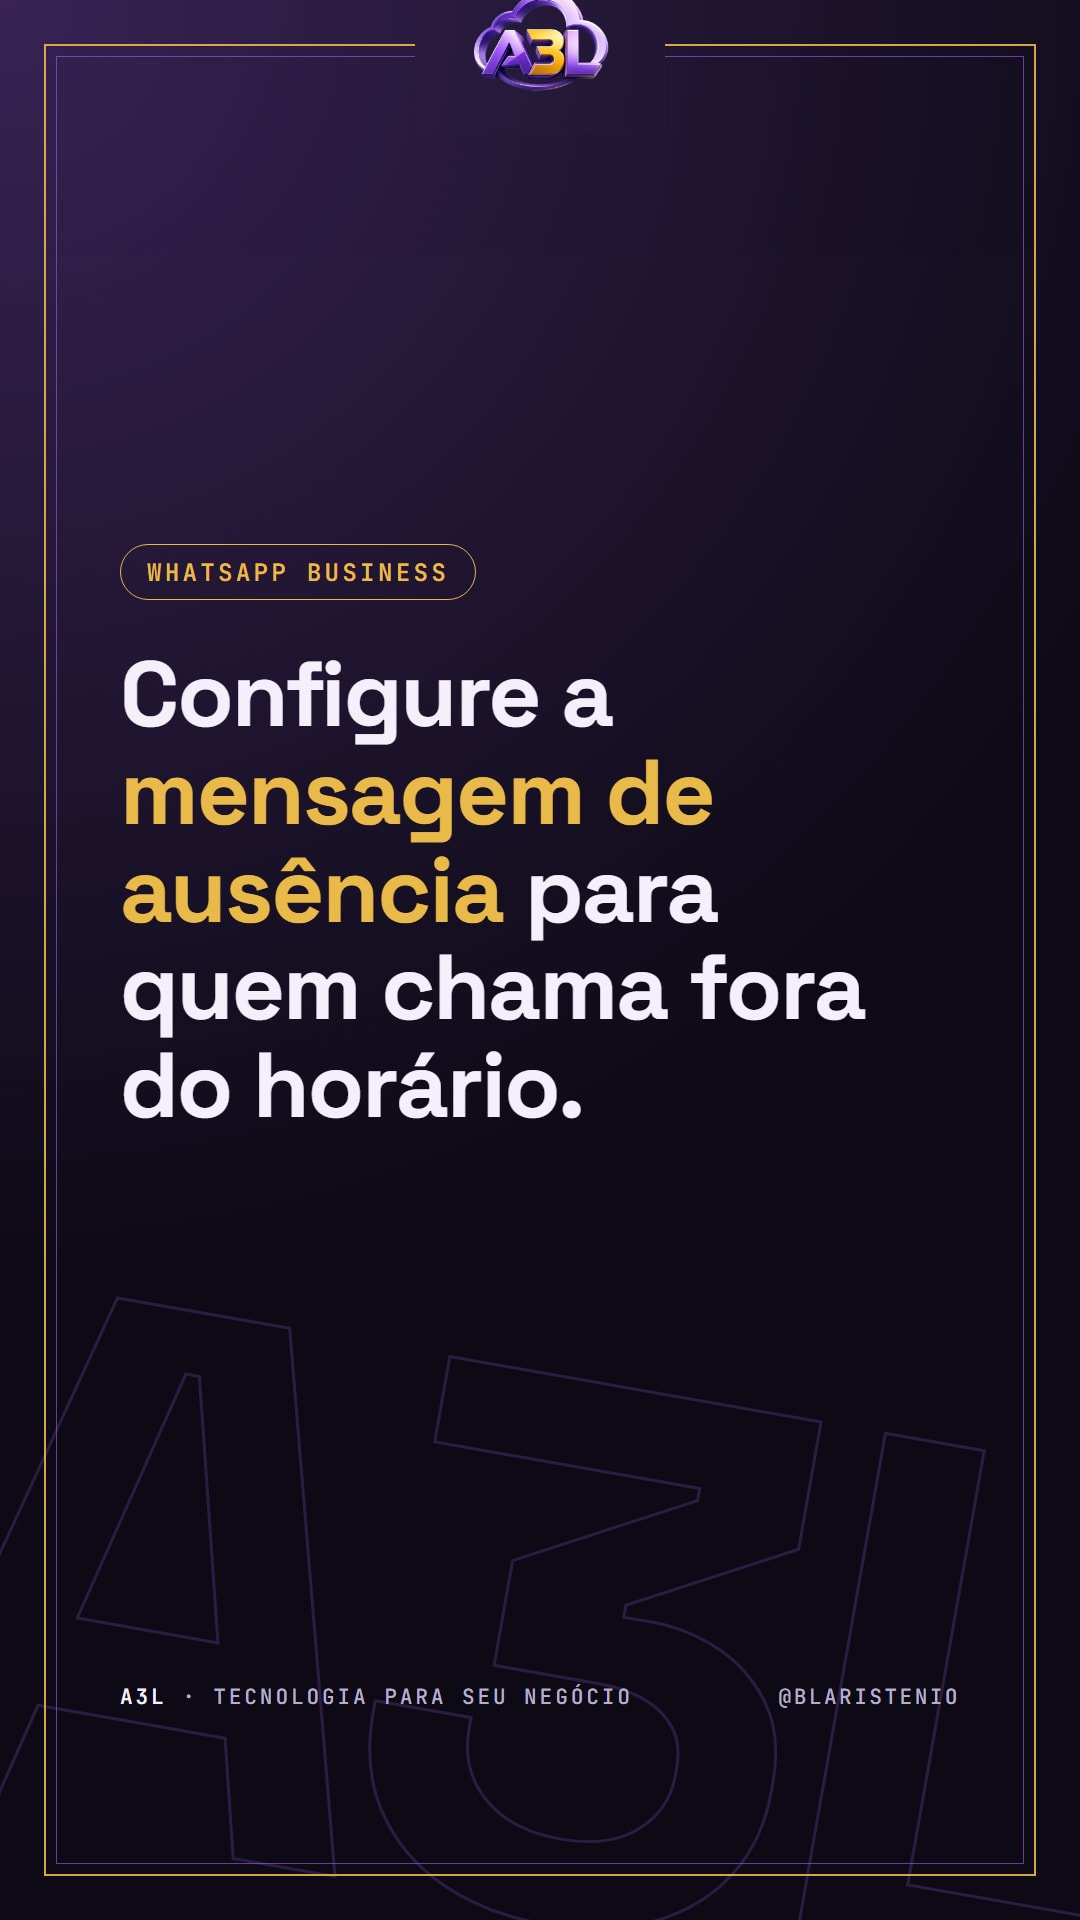 A3L
WHATSAPP BUSINESS
Configure a
mensagem de
ausência para
quem chama fora
do horário.
A3L
A3L · TECNOLOGIA PARA SEU NEGÓCIO
@BLARISTENIO